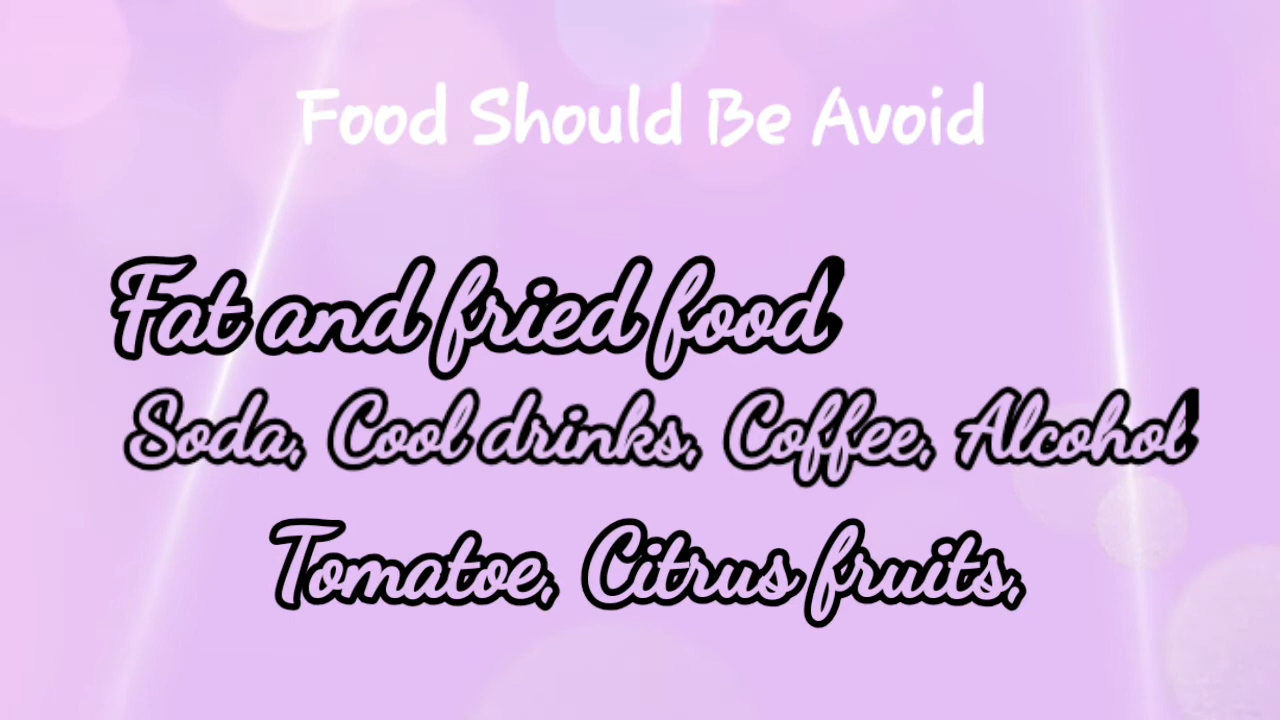 Food Should Be Avoid
Fat and fried food
Soda, Cool drinks, Coffee, Alcohol
Tomatoe, Citrus fruits,